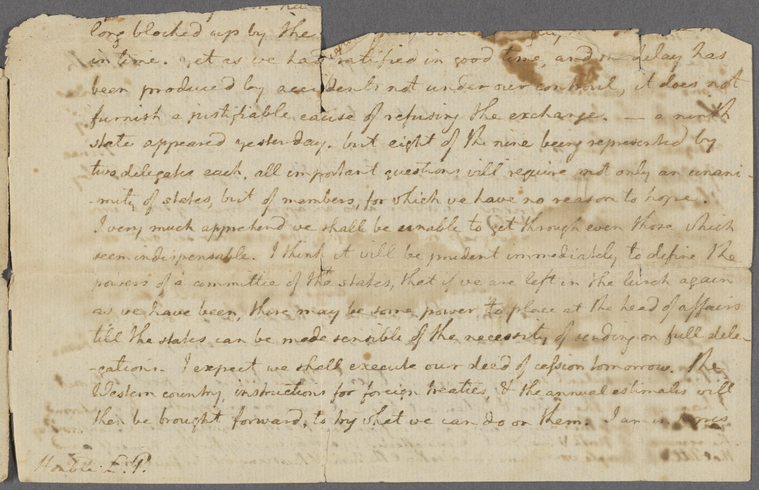 long blocked up by the
in time. yet as we had ratified in good time, and delay has
been produced by accidents not under our controul, it does not
furnish a justifiable cause of refusing the exchange. — a ninth
state appeared yesterday. but eight of the nine being represented by
two delegates each, all important questions will require not only an unani-
-mity of states, but of members, for which we have no reason to hope.
I very much apprehend we shall be unable to get through even those which
seem indispensable. I think it will be prudent immediately to define the
powers of a committee of the states, that if we are left in the lurch again
as we have been, there may be some power to place at the head of affairs
till the states can be made sensible of the necessity of sending on full dele-
-gations. I expect we shall execute our deed of cession tomorrow. The
Western country, instructions for foreign treaties, & the annual estimates will
then be brought forward, to try what we can do on them. I am in
Honble. E. P.